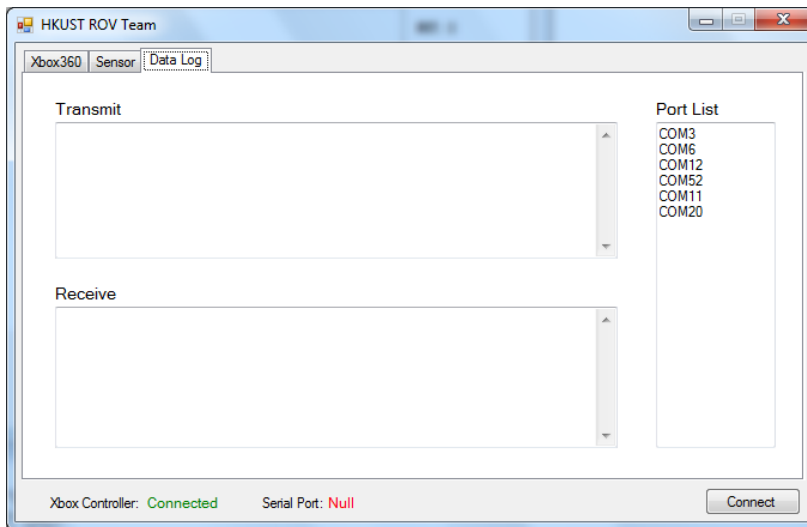 HKUST ROV Team
Xbox360 Sensor Data Log
Transmit
Port List
COM3
COM6
COM12
COM52
COM11
COM20
Receive
Xbox Controller: Connected Serial Port: Null Connect